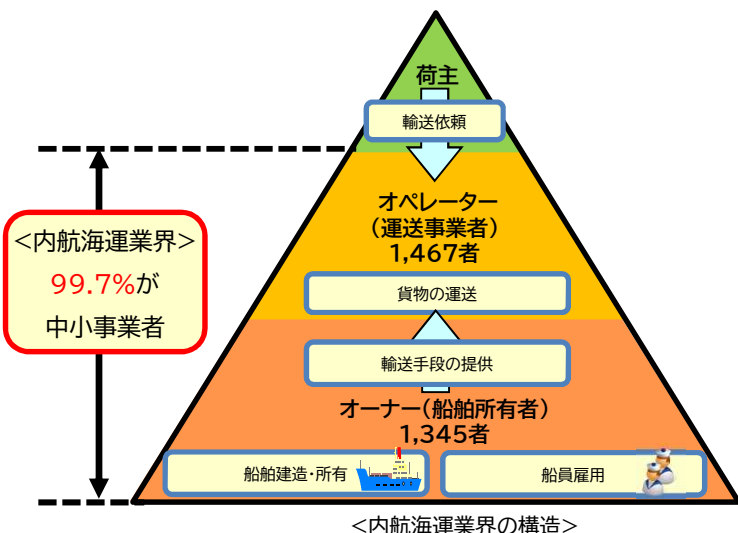 荷主
輸送依頼
オペレーター
(運送事業者)
1,467者
貨物の運送
<内航海運業界>
99.7%が
中小事業者
輸送手段の提供
オーナー(船舶所有者)
1,345者
船舶建造・所有
船員雇用
<内航海運業界の構造>